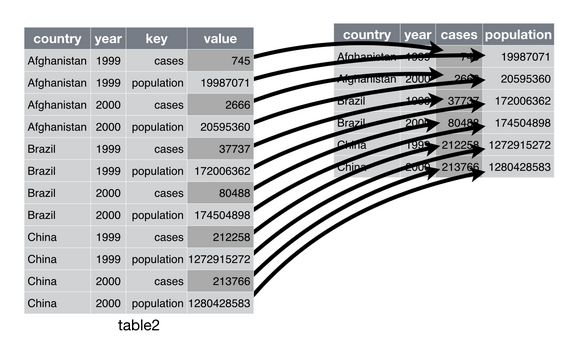 country year key value
Afghanistan 1999 cases 745
Afghanistan 1999 population 19987071
Afghanistan 2000 cases 2666
Afghanistan 2000 population 20595360
Brazil 1999 cases 37737
Brazil 1999 population 172006362
Brazil 2000 cases 80488
Brazil 2000 population 174504898
China 1999 cases 212258
China 1999 population 1272915272
China 2000 cases 213766
China 2000 population 1280428583
table2
country year cases population
Afghanistan 1999 745 19987071
Afghanistan 2000 2666 20595360
Brazil 1999 37737 172006362
Brazil 2000 80488 174504898
China 1999 212258 1272915272
China 2000 213766 1280428583